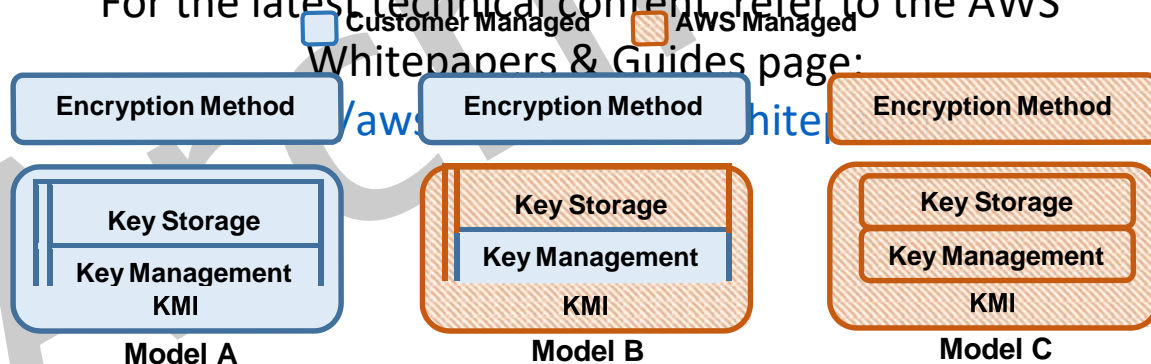 For the latest technical content, refer to the AWS
Customer Managed AWS Managed
Whitepapers & Guides page:
Encryption Method Encryption Method Encryption Method
/aws hitep
Key Storage Key Storage Key Storage
Key Management Key Management Key Management
KMI KMI KMI
Model A Model B Model C